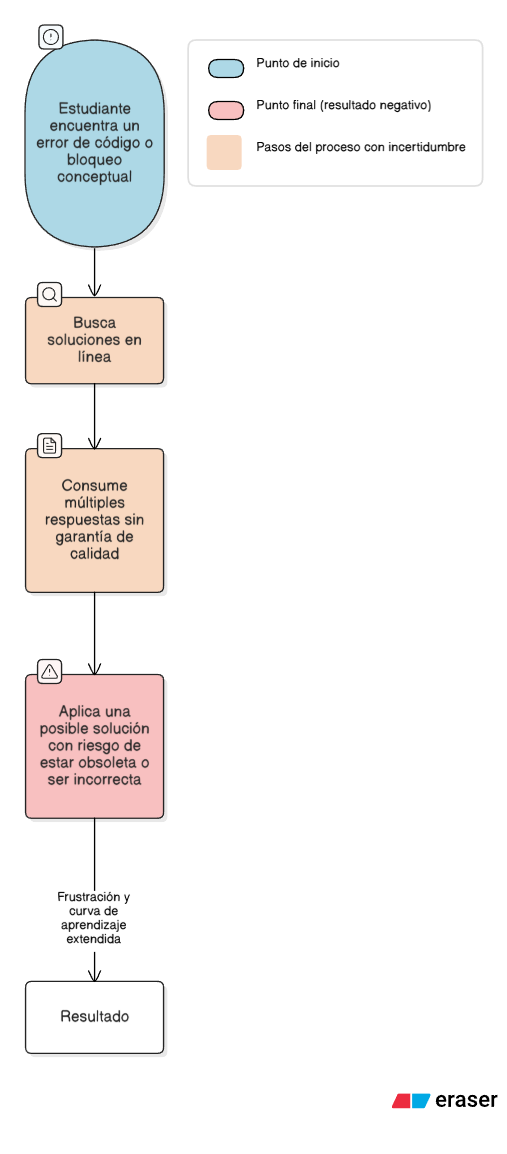 Estudiante
encuentra un
error de código o
bloqueo
conceptual
Punto de inicio
Punto final (resultado negativo)
Pasos del proceso con incertidumbre
Busca
soluciones en
línea
Consume
múltiples
respuestas sin
garantía de
calidad
Aplica una
posible solución
con riesgo de
estar obsoleta o
ser incorrecta
Frustración y
curva de
aprendizaje
extendida
Resultado
eraser